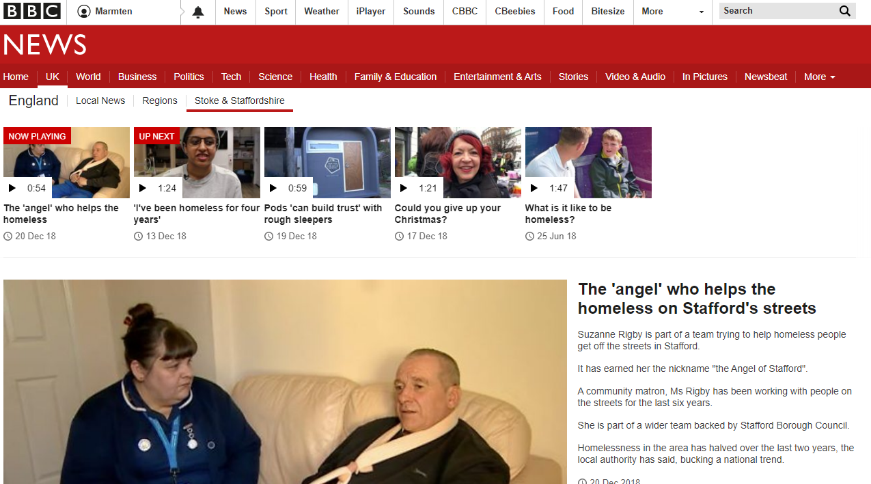 BBC
Marmten
News
Sport
Weather
iPlayer
Sounds
CBBC
CBeebies
Food
Bitesize
More
Search
NEWS
Home
UK
World
Business
Politics
Tech
Science
Health
Family & Education
Entertainment & Arts
Stories
Video & Audio
In Pictures
Newsbeat
More
England
Local News
Regions
Stoke & Staffordshire
NOW PLAYING
0:54
The 'angel' who helps the
homeless
20 Dec 18
UP NEXT
1:24
'I've been homeless for four
years'
13 Dec 18
0:59
Pods 'can build trust' with
rough sleepers
19 Dec 18
1:21
Could you give up your
Christmas?
17 Dec 18
1:47
What is it like to be
homeless?
25 Jun 18
The 'angel' who helps the
homeless on Stafford's streets
Suzanne Rigby is part of a team trying to help homeless people
get off the streets in Stafford.
It has earned her the nickname "the Angel of Stafford".
A community matron, Ms Rigby has been working with people on
the streets for the last six years.
She is part of a wider team backed by Stafford Borough Council.
Homelessness in the area has halved over the last two years, the
local authority has said, bucking a national trend.
20 Dec 2018